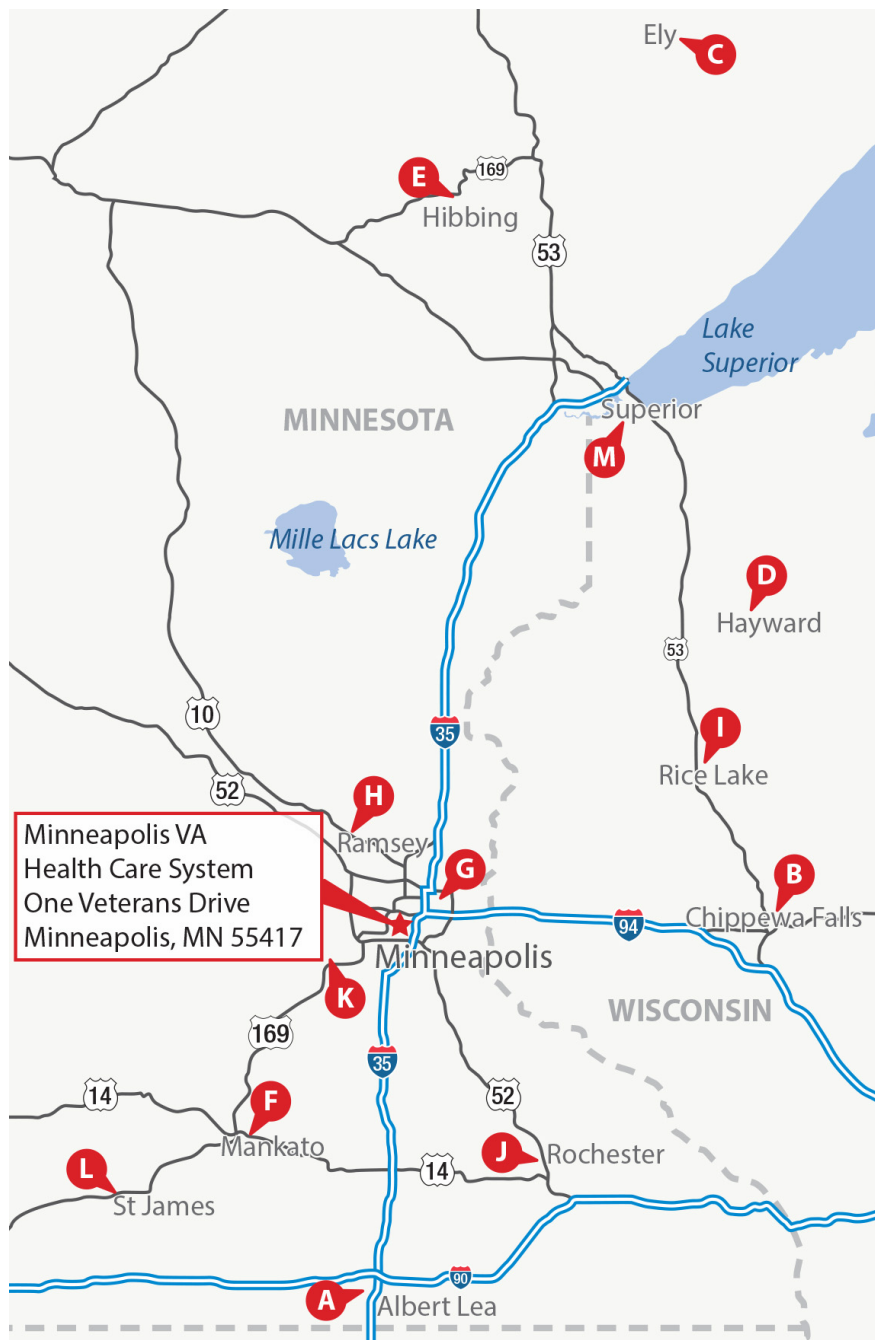 Ely
C
E
169
Hibbing
53
Lake
Superior
MINNESOTA
Superior
M
Mille Lacs Lake
D
Hayward
53
10
35
I
Rice Lake
52
H
Ramsey
Minneapolis VA
Health Care System
One Veterans Drive
Minneapolis, MN 55417
G
B
Chippewa Falls
94
Minneapolis
K
WISCONSIN
169
35
14
52
F
Mankato
J
Rochester
L
14
St James
90
A
Albert Lea